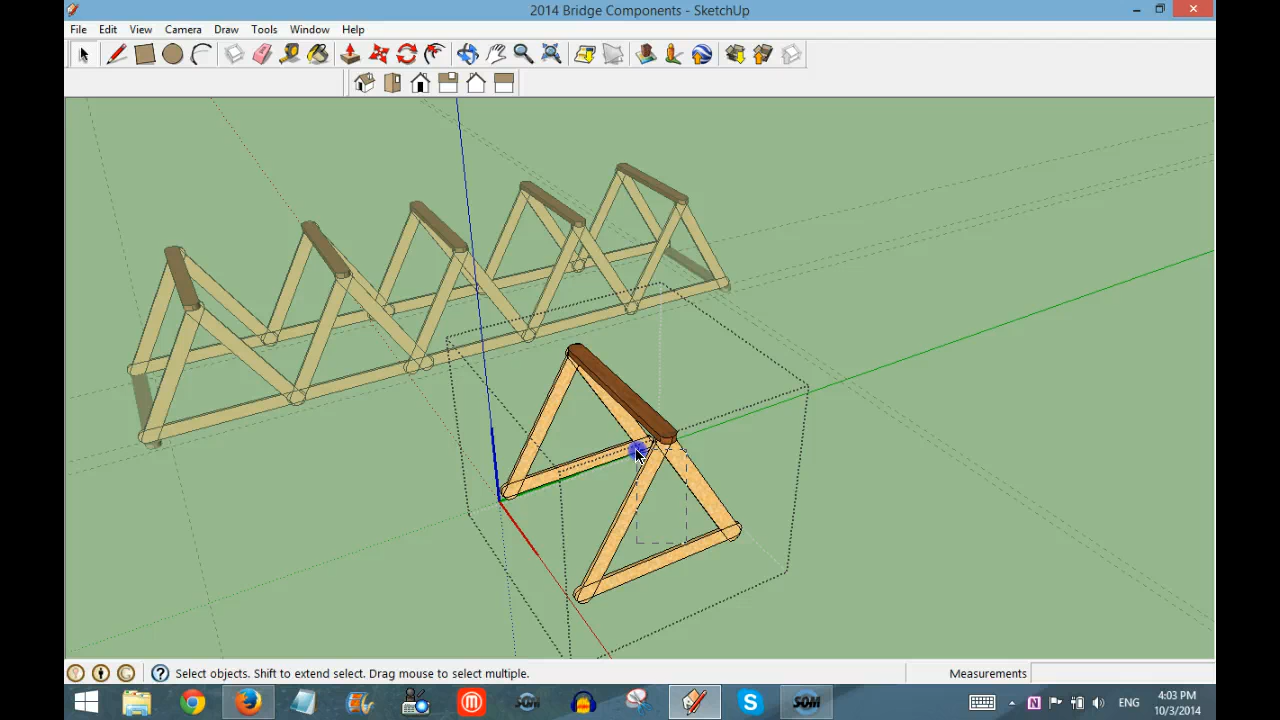 2014 Bridge Components - SketchUp
File Edit View Camera Draw Tools Window Help
Select objects. Shift to extend select. Drag mouse to select multiple.
Measurements
ENG
4:03 PM
10/3/2014